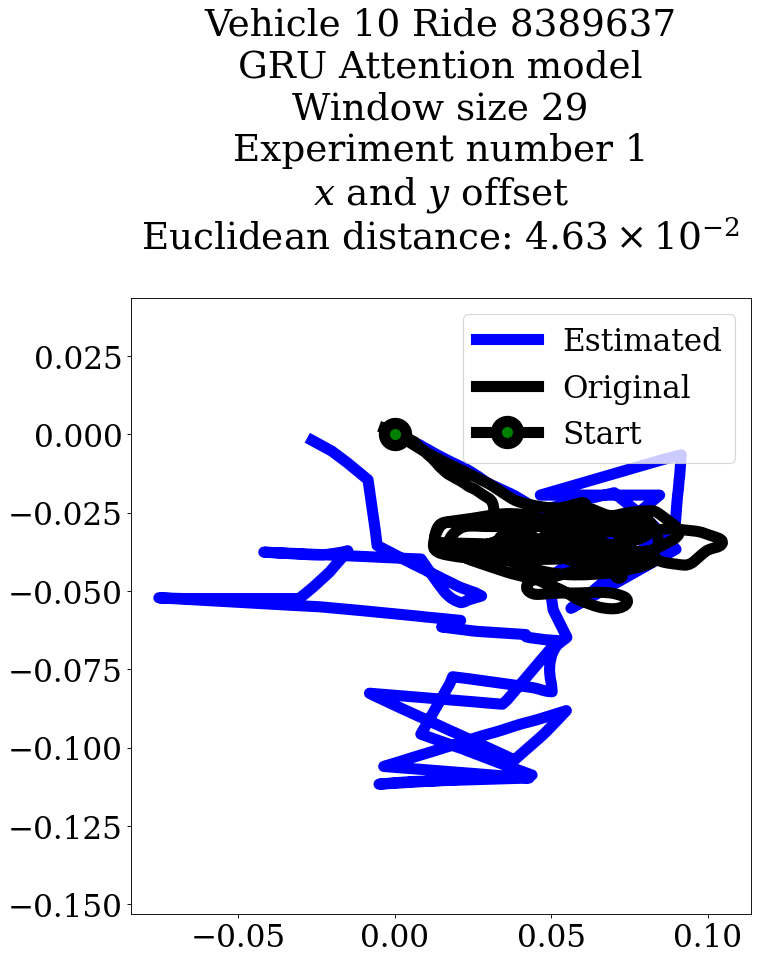 Vehicle 10 Ride 8389637
GRU Attention model
Window size 29
Experiment number 1
x and y offset
Euclidean distance: 4.63 × 10⁻²
Estimated
Original
Start
0.025
0.000
−0.025
−0.050
−0.075
−0.100
−0.125
−0.150
−0.05
0.00
0.05
0.10